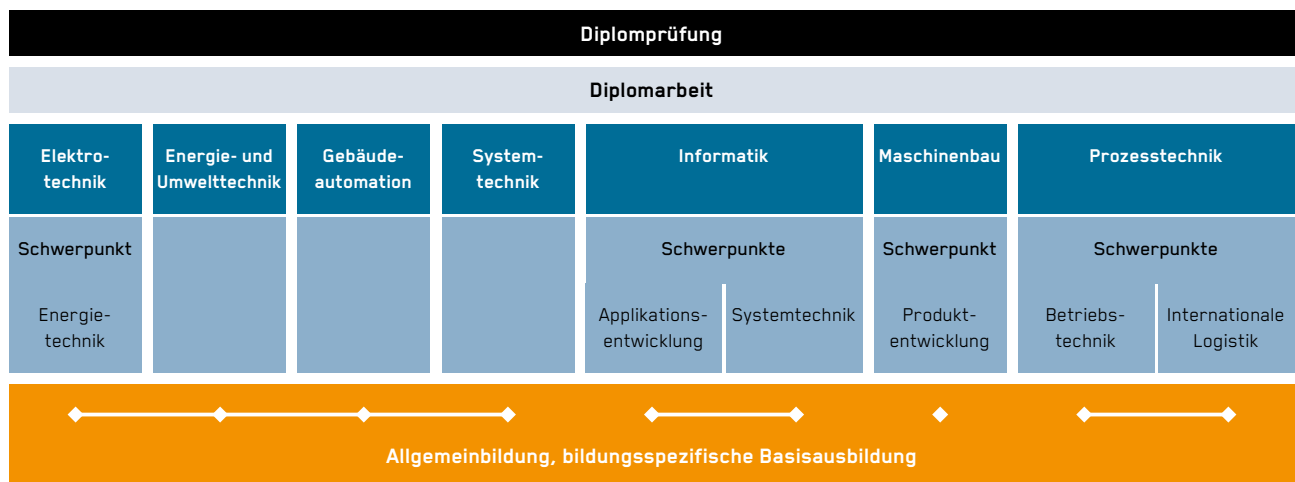 Diplomprüfung
Diplomarbeit
Elektro-
technik
Energie- und
Umwelttechnik
Gebäude-
automation
System-
technik
Informatik
Maschinenbau
Prozesstechnik
Schwerpunkt
Schwerpunkte
Schwerpunkt
Schwerpunkte
Energie-
technik
Applikations-
entwicklung
Systemtechnik
Produkt-
entwicklung
Betriebs-
technik
Internationale
Logistik
Allgemeinbildung, bildungsspezifische Basisausbildung